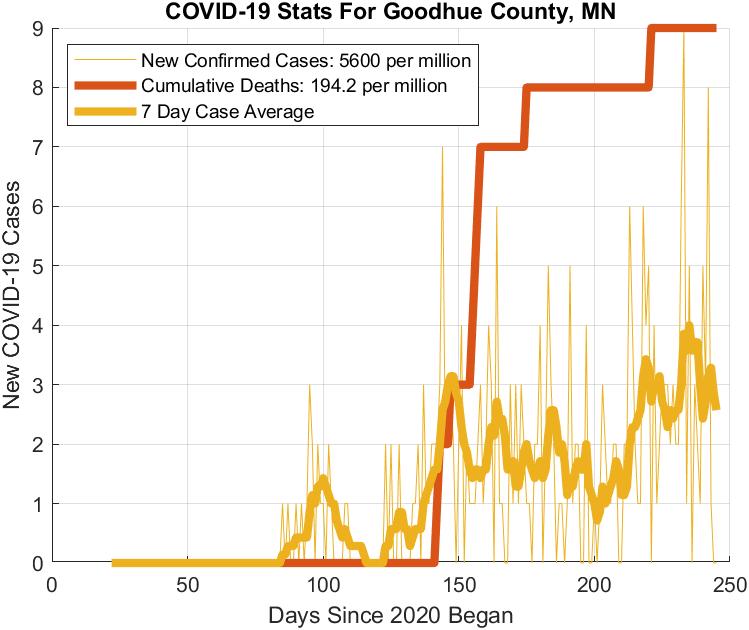 COVID-19 Stats For Goodhue County, MN
New Confirmed Cases: 5600 per million
Cumulative Deaths: 194.2 per million
7 Day Case Average
New COVID-19 Cases
9
8
7
6
5
4
3
2
1
0
0 50 100 150 200 250
Days Since 2020 Began